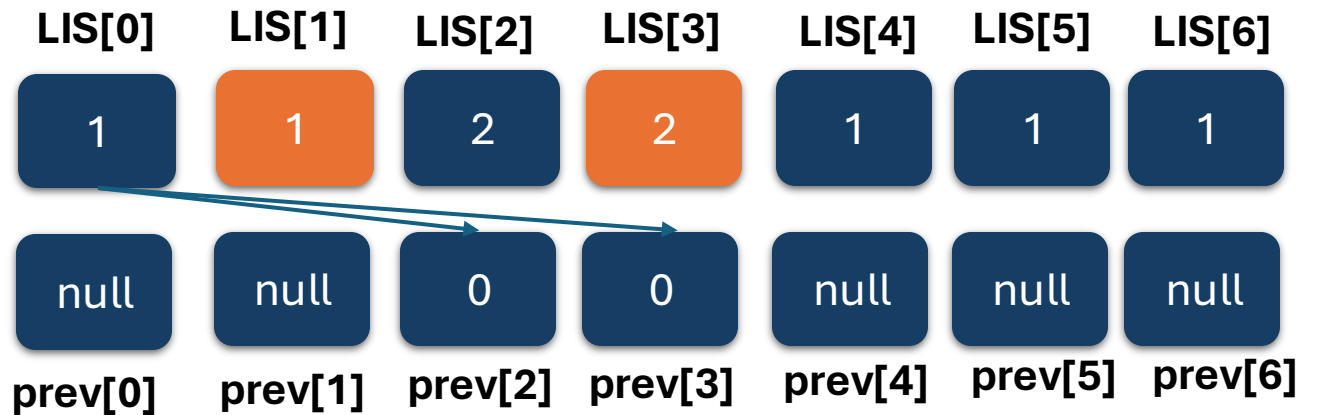 LIS[0] LIS[1] LIS[2] LIS[3] LIS[4] LIS[5] LIS[6]
1 1 2 2 1 1 1
null null 0 0 null null null
prev[0] prev[1] prev[2] prev[3] prev[4] prev[5] prev[6]